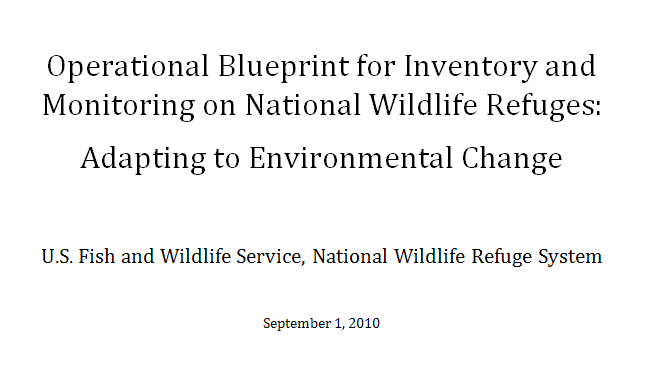 Operational Blueprint for Inventory and
Monitoring on National Wildlife Refuges:
Adapting to Environmental Change
U.S. Fish and Wildlife Service, National Wildlife Refuge System
September 1, 2010